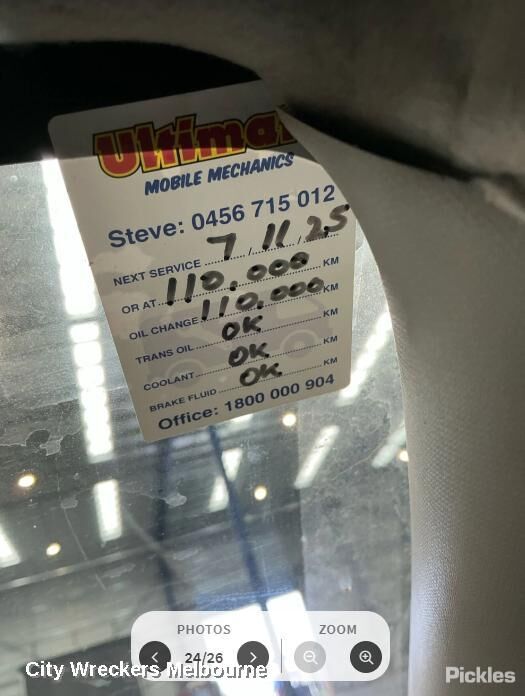 Ultima
MOBILE MECHANICS
Steve: 0456 715 012
NEXT SERVICE 7 / 11 / 25
OR AT 110,000 KM
OIL CHANGE 110,000 KM
TRANS OIL OK KM
COOLANT OK KM
BRAKE FLUID OK KM
Office: 1800 000 904
PHOTOS ZOOM
24/26
City Wreckers Melbourne
Pickles